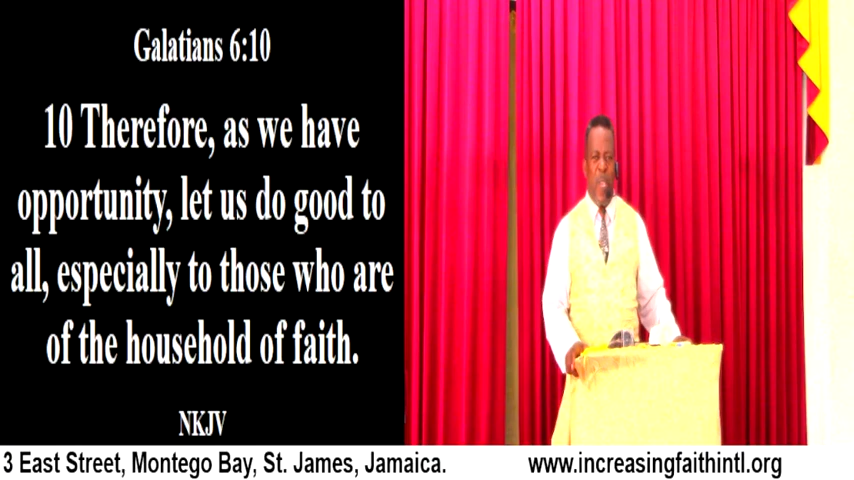 Galatians 6:10
10 Therefore, as we have
opportunity, let us do good to
all, especially to those who are
of the household of faith.
NKJV
3 East Street, Montego Bay, St. James, Jamaica. www.increasingfaithintl.org